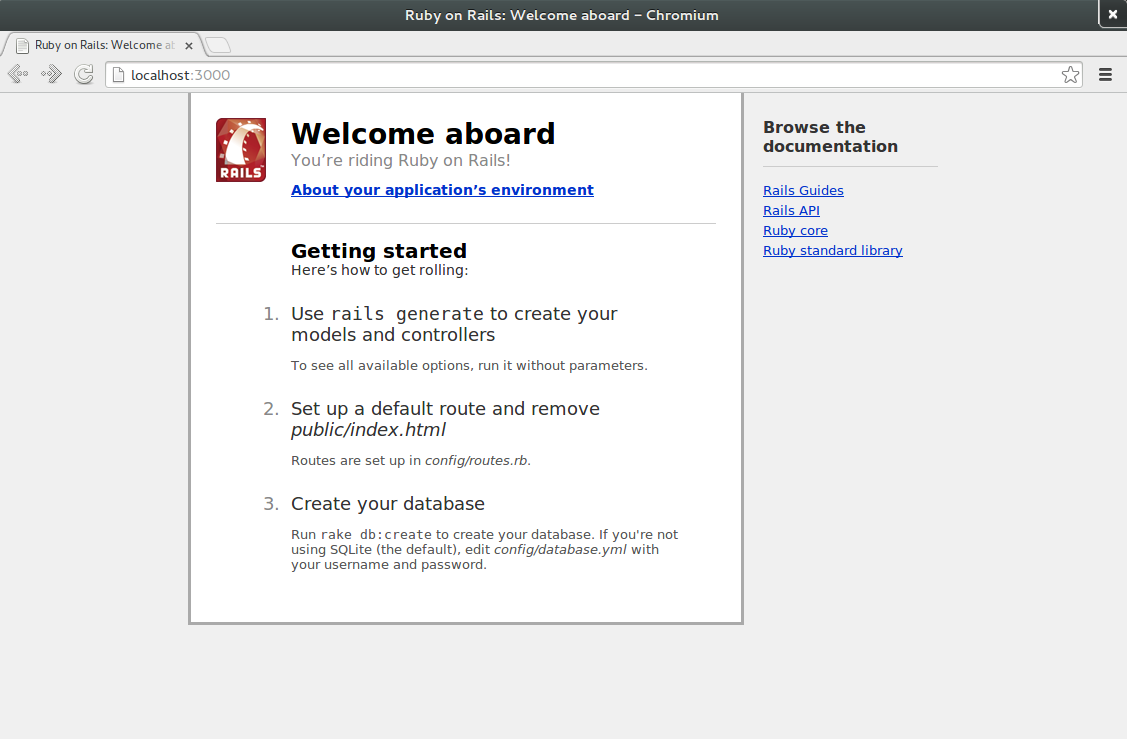 Ruby on Rails: Welcome aboard - Chromium
Ruby on Rails: Welcome ab
localhost:3000
RAILS
Welcome aboard
You’re riding Ruby on Rails!
About your application’s environment
Getting started
Here’s how to get rolling:
1. Use rails generate to create your
models and controllers
To see all available options, run it without parameters.
2. Set up a default route and remove
public/index.html
Routes are set up in config/routes.rb.
3. Create your database
Run rake db:create to create your database. If you're not
using SQLite (the default), edit config/database.yml with
your username and password.
Browse the
documentation
Rails Guides
Rails API
Ruby core
Ruby standard library